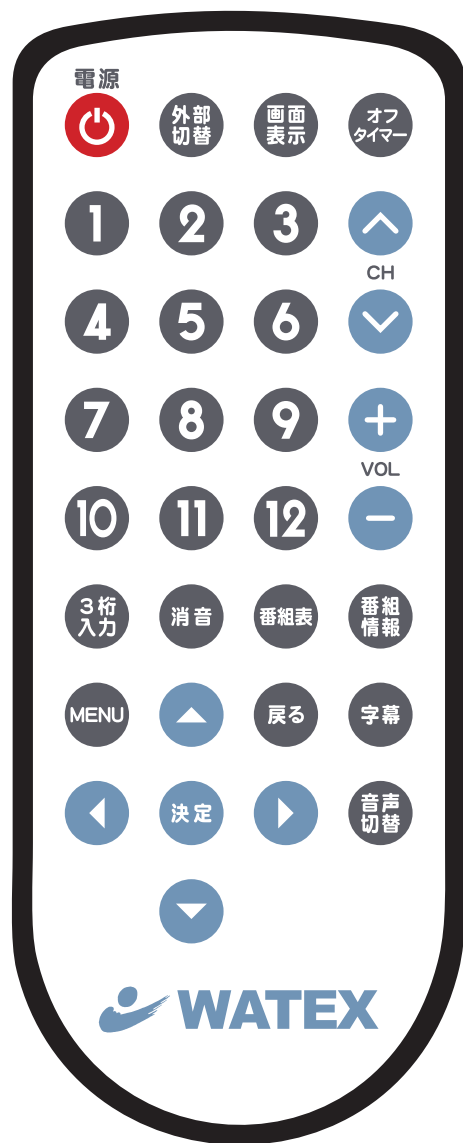 電源
外部
切替
画面
表示
オフ
タイマー
1
2
3
CH
4
5
6
7
8
9
+
VOL
10
11
12
−
3桁
入力
消音
番組表
番組
情報
MENU
戻る
字幕
決定
音声
切替
WATEX